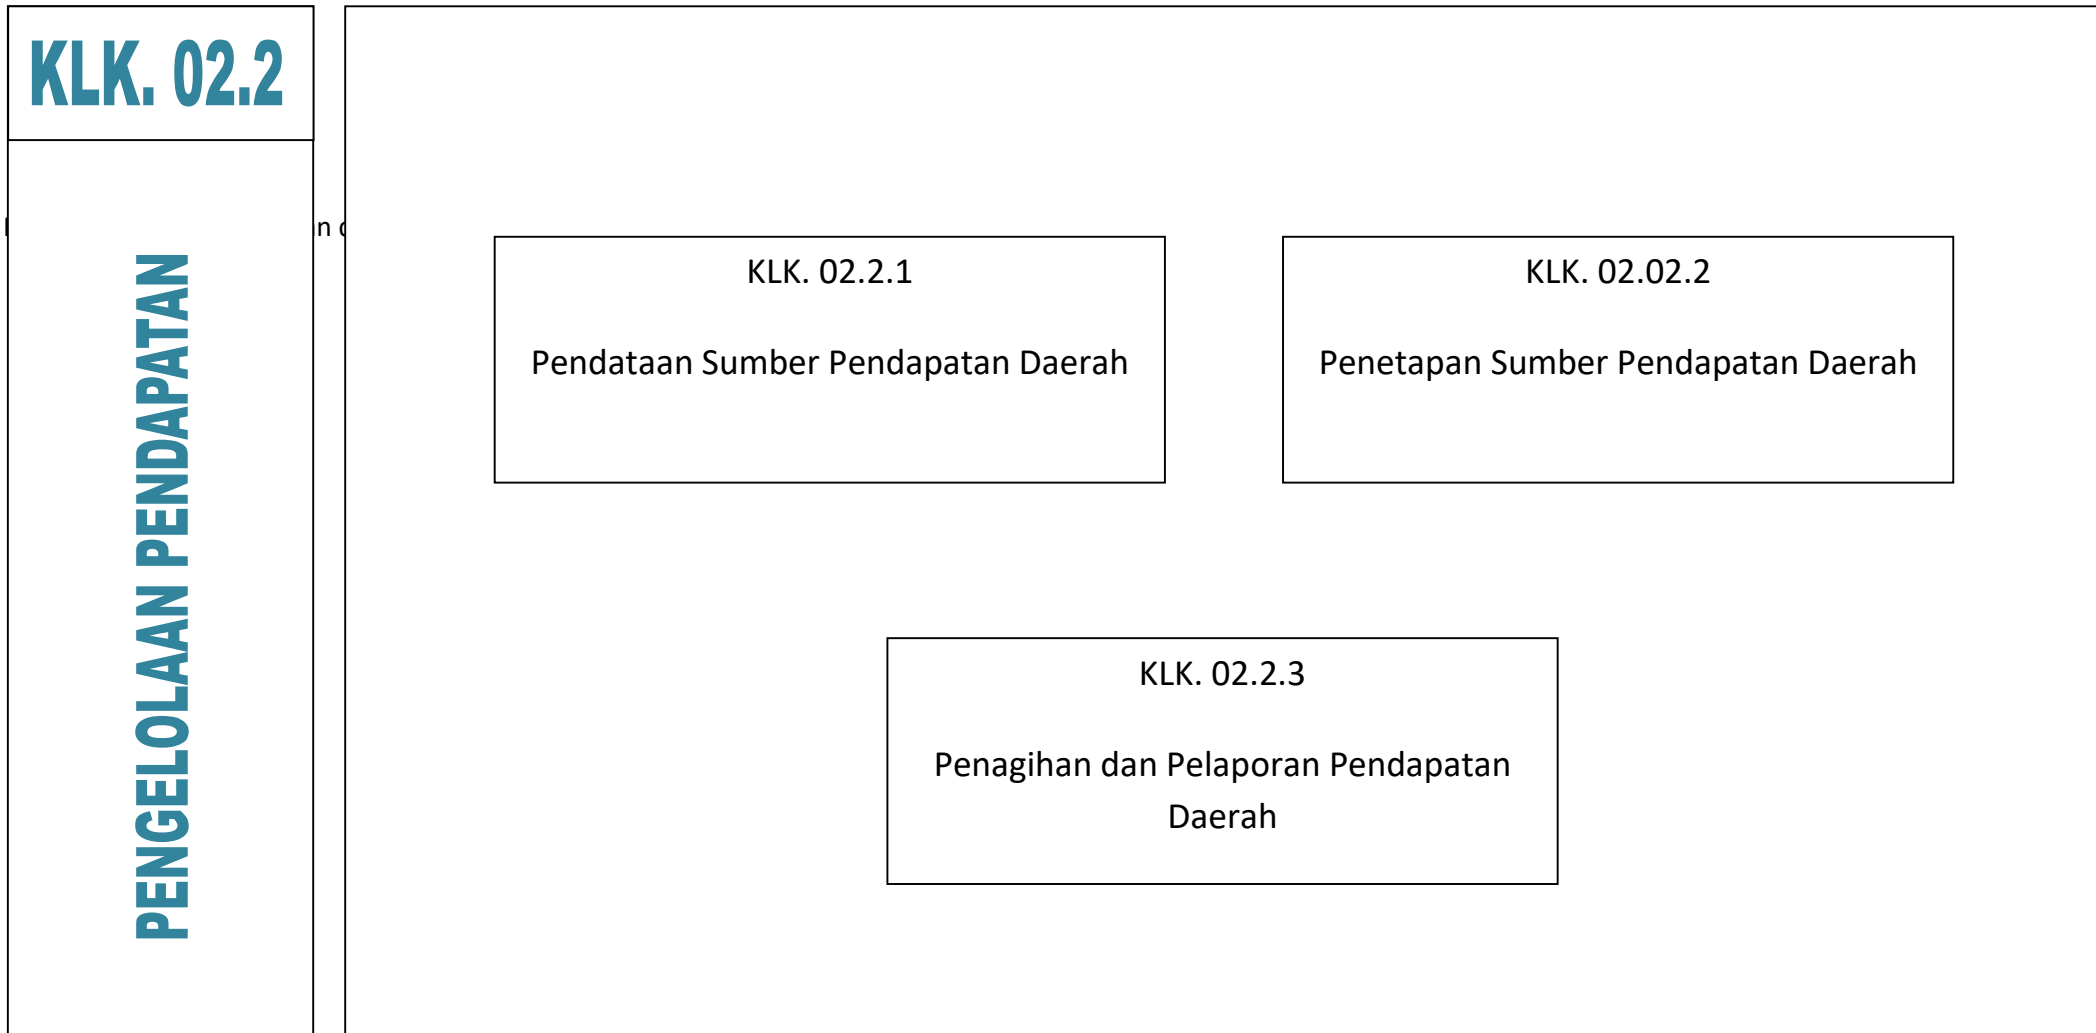 KLK. 02.2
PENGELOLAAN PENDAPATAN
KLK. 02.2.1
Pendataan Sumber Pendapatan Daerah
KLK. 02.02.2
Penetapan Sumber Pendapatan Daerah
KLK. 02.2.3
Penagihan dan Pelaporan Pendapatan
Daerah